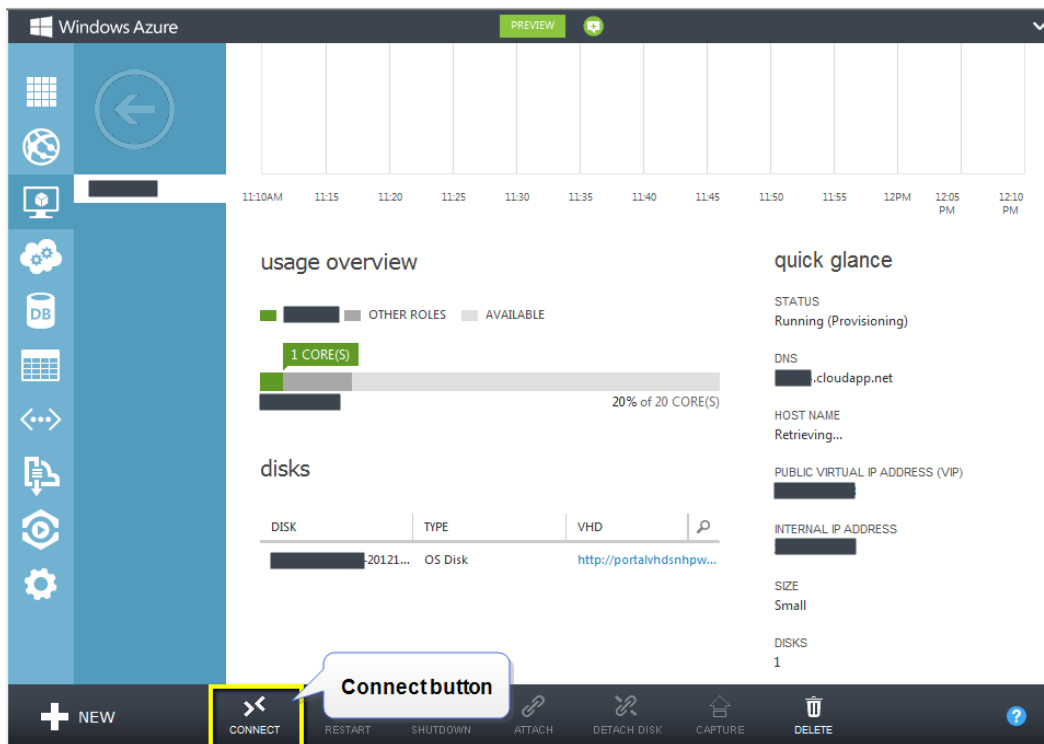 Windows Azure
PREVIEW
11:10AM 11:15 11:20 11:25 11:30 11:35 11:40 11:45 11:50 11:55 12PM 12:05 PM 12:10 PM
usage overview
OTHER ROLES AVAILABLE
1 CORE(S)
20% of 20 CORE(S)
disks
DISK TYPE VHD
-20121... OS Disk http://portalvhdsnhpw...
quick glance
STATUS
Running (Provisioning)
DNS
.cloudapp.net
HOST NAME
Retrieving...
PUBLIC VIRTUAL IP ADDRESS (VIP)
INTERNAL IP ADDRESS
SIZE
Small
DISKS
1
DB
Connect button
NEW
CONNECT RESTART SHUTDOWN ATTACH DETACH DISK CAPTURE DELETE
?